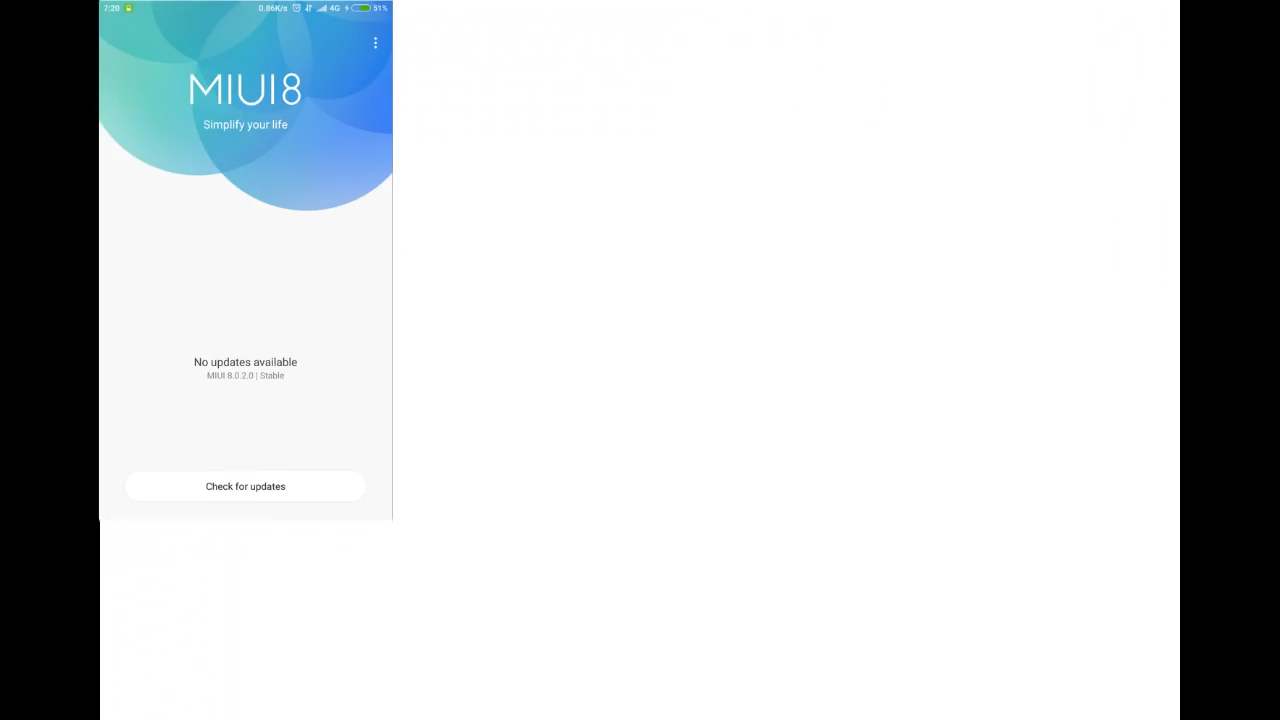 7:20 0.86K/s 4G 51%
MIUI8
Simplify your life
No updates available
MIUI 8.0.2.0 | Stable
Check for updates